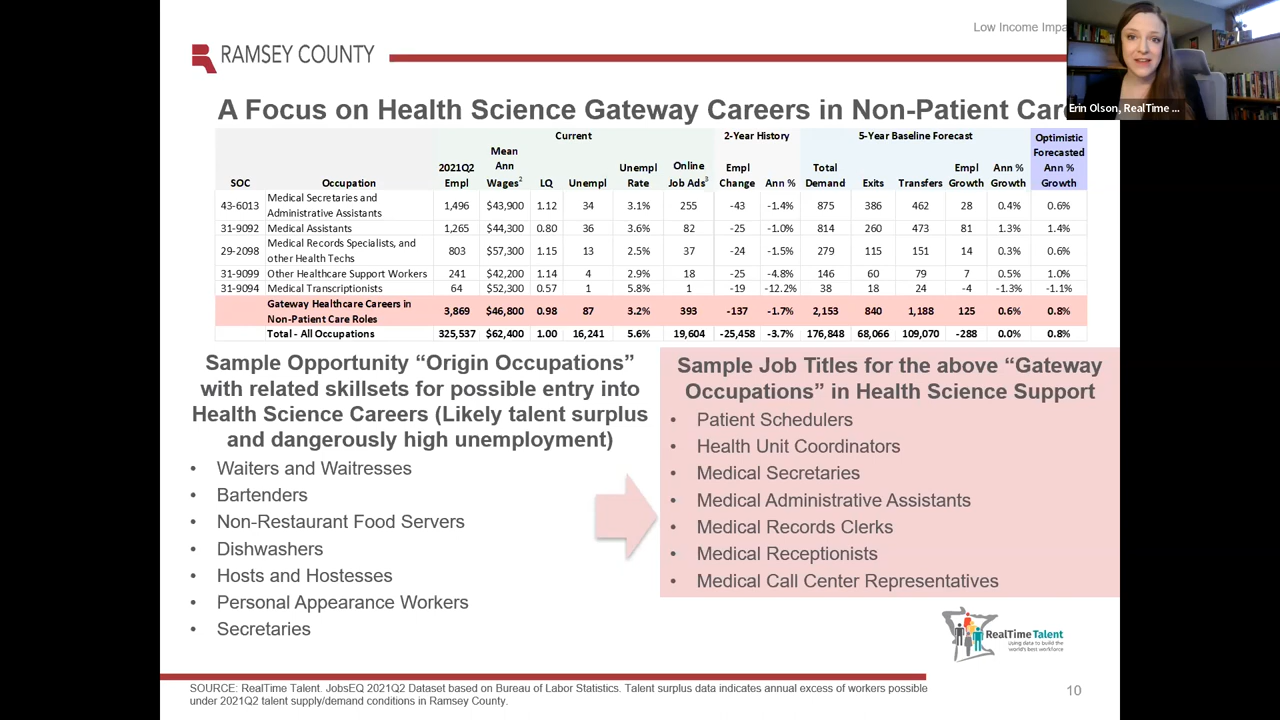 Low Income Impa
RAMSEY COUNTY
A Focus on Health Science Gateway Careers in Non-Patient Car
Erin Olson, RealTime ...
Current 2-Year History 5-Year Baseline Forecast Optimistic Forecasted Ann % Growth
SOC Occupation 2021Q2 Empl Mean Ann Wages² LQ Unempl Unempl Rate Online Job Ads³ Empl Change Ann % Total Demand Exits Transfers Empl Growth Ann % Growth
43-6013 Medical Secretaries and Administrative Assistants 1,496 $43,900 1.12 34 3.1% 255 -43 -1.4% 875 386 462 28 0.4% 0.6%
31-9092 Medical Assistants 1,265 $44,300 0.80 36 3.6% 82 -25 -1.0% 814 260 473 81 1.3% 1.4%
29-2098 Medical Records Specialists, and other Health Techs 803 $57,300 1.15 13 2.5% 37 -24 -1.5% 279 115 151 14 0.3% 0.6%
31-9099 Other Healthcare Support Workers 241 $42,200 1.14 4 2.9% 18 -25 -4.8% 146 60 79 7 0.5% 1.0%
31-9094 Medical Transcriptionists 64 $52,300 0.57 1 5.8% 1 -19 -12.2% 38 18 24 -4 -1.3% -1.1%
Gateway Healthcare Careers in Non-Patient Care Roles 3,869 $46,800 0.98 87 3.2% 393 -137 -1.7% 2,153 840 1,188 125 0.6% 0.8%
Total - All Occupations 325,537 $62,400 1.00 16,241 5.6% 19,604 -25,458 -3.7% 176,848 68,066 109,070 -288 0.0% 0.8%
Sample Opportunity “Origin Occupations”
with related skillsets for possible entry into
Health Science Careers (Likely talent surplus
and dangerously high unemployment)
• Waiters and Waitresses
• Bartenders
• Non-Restaurant Food Servers
• Dishwashers
• Hosts and Hostesses
• Personal Appearance Workers
• Secretaries
Sample Job Titles for the above “Gateway
Occupations” in Health Science Support
• Patient Schedulers
• Health Unit Coordinators
• Medical Secretaries
• Medical Administrative Assistants
• Medical Records Clerks
• Medical Receptionists
• Medical Call Center Representatives
RealTime Talent
Using data to build the
world's best workforce
SOURCE: RealTime Talent. JobsEQ 2021Q2 Dataset based on Bureau of Labor Statistics. Talent surplus data indicates annual excess of workers possible
under 2021Q2 talent supply/demand conditions in Ramsey County.
10